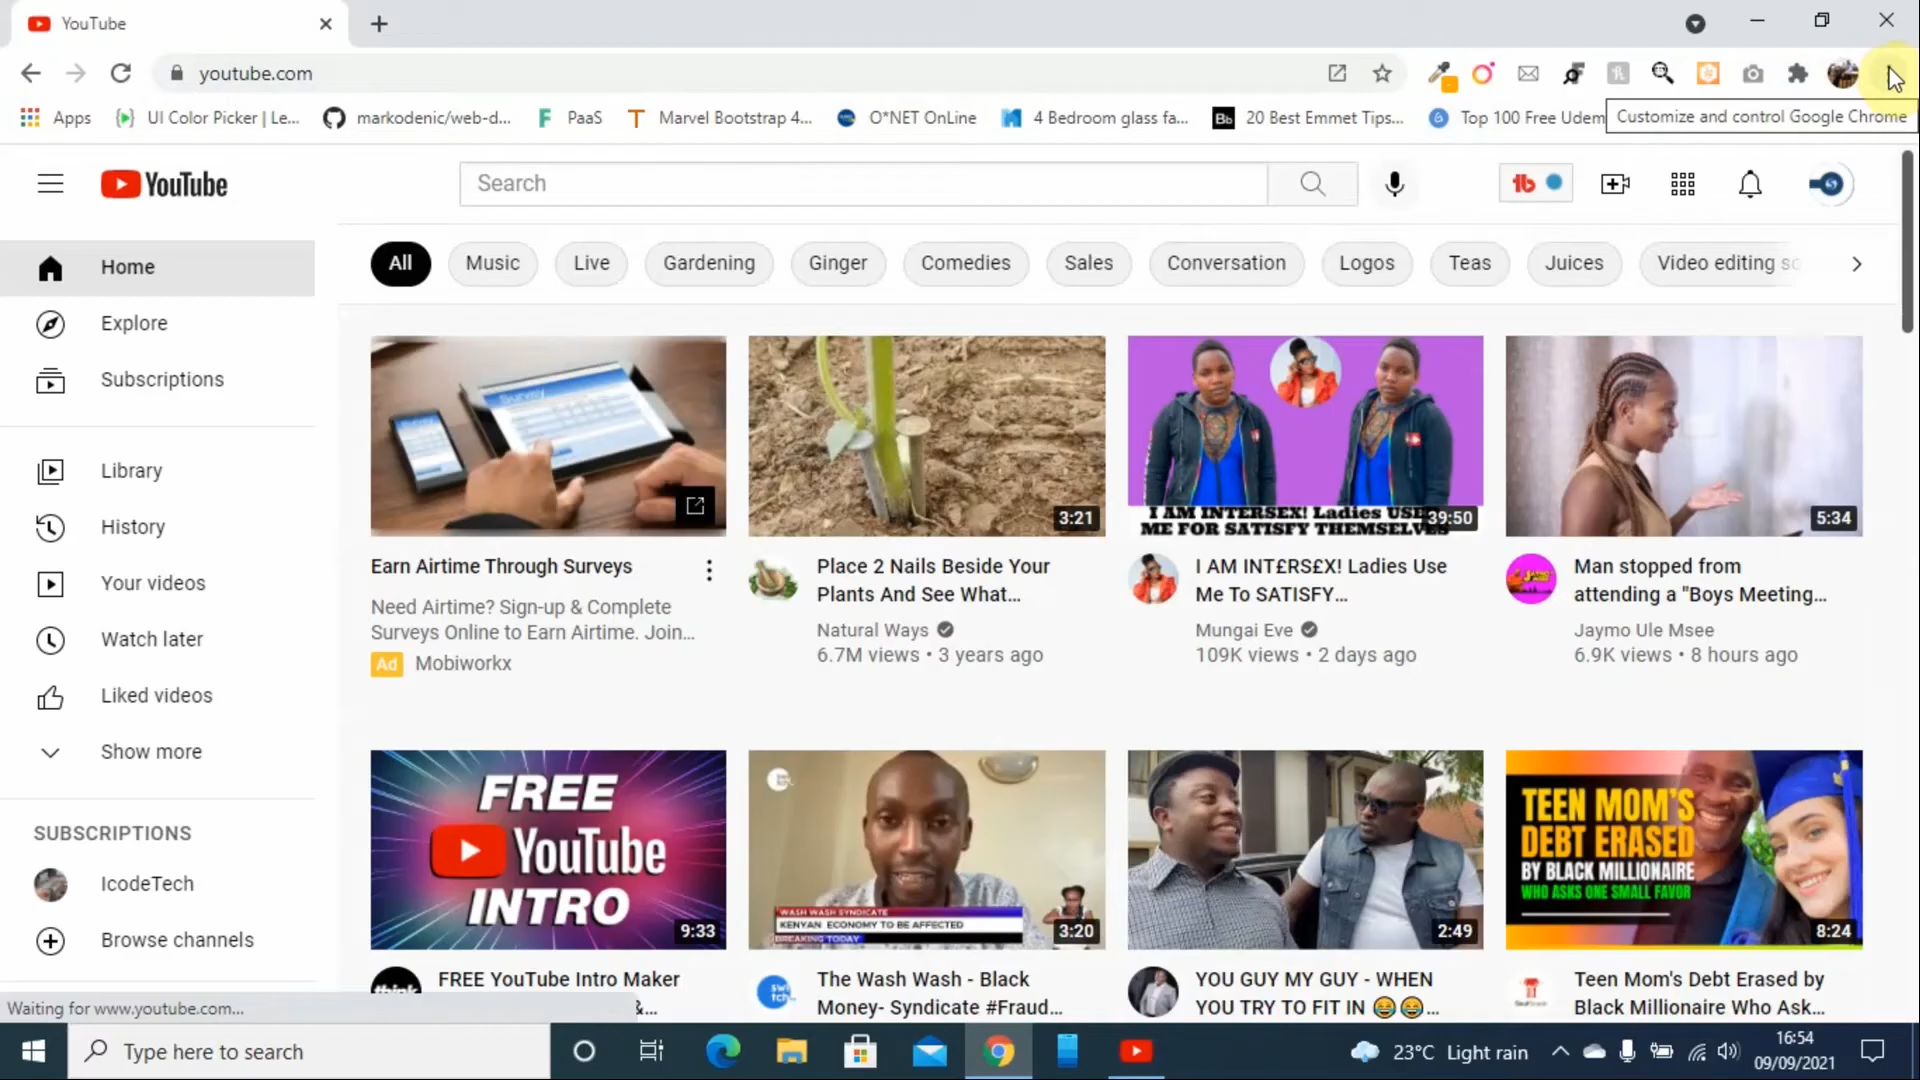 YouTube
youtube.com
Apps
UI Color Picker | Le...
markodenic/web-d...
PaaS
Marvel Bootstrap 4...
O*NET OnLine
4 Bedroom glass fa...
20 Best Emmet Tips...
Top 100 Free Udem
Customize and control Google Chrome
YouTube
Search
Home
Explore
Subscriptions
Library
History
Your videos
Watch later
Liked videos
Show more
SUBSCRIPTIONS
IcodeTech
Browse channels
All
Music
Live
Gardening
Ginger
Comedies
Sales
Conversation
Logos
Teas
Juices
Video editing so
Survey
Survey
3:21
I AM INTERSEX! Ladies USE
ME FOR SATISFY THEMSELVES
39:50
5:34
Earn Airtime Through Surveys
Need Airtime? Sign-up & Complete
Surveys Online to Earn Airtime. Join...
Ad Mobiworkx
Place 2 Nails Beside Your
Plants And See What...
Natural Ways
6.7M views • 3 years ago
I AM INT£RS£X! Ladies Use
Me To SATISFY...
Mungai Eve
109K views • 2 days ago
Man stopped from
attending a "Boys Meeting...
Jaymo Ule Msee
6.9K views • 8 hours ago
FREE
YouTube
INTRO
9:33
WASH WASH SYNDICATE
KENYAN ECONOMY TO BE AFFECTED
BREAKING TODAY
3:20
2:49
TEEN MOM'S
DEBT ERASED
BY BLACK MILLIONAIRE
WHO ASKS ONE SMALL FAVOR
8:24
think
FREE YouTube Intro Maker
&...
The Wash Wash - Black
Money- Syndicate #Fraud...
YOU GUY MY GUY - WHEN
YOU TRY TO FIT IN 😂😂...
Teen Mom's Debt Erased by
Black Millionaire Who Ask...
Waiting for www.youtube.com...
Type here to search
23°C Light rain
16:54
09/09/2021